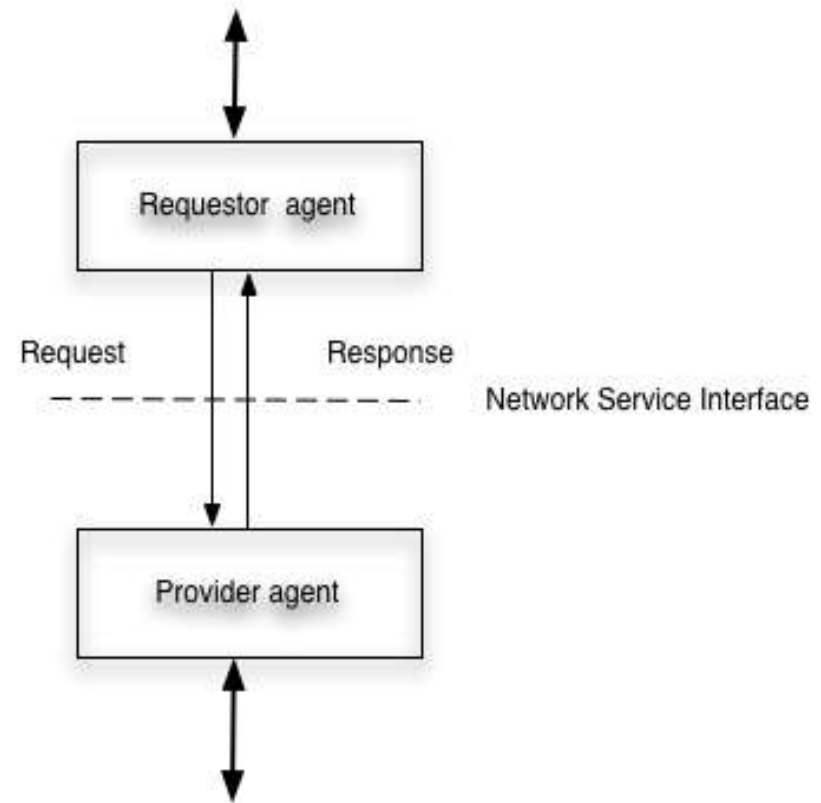 Requestor agent
Request
Response
Network Service Interface
Provider agent